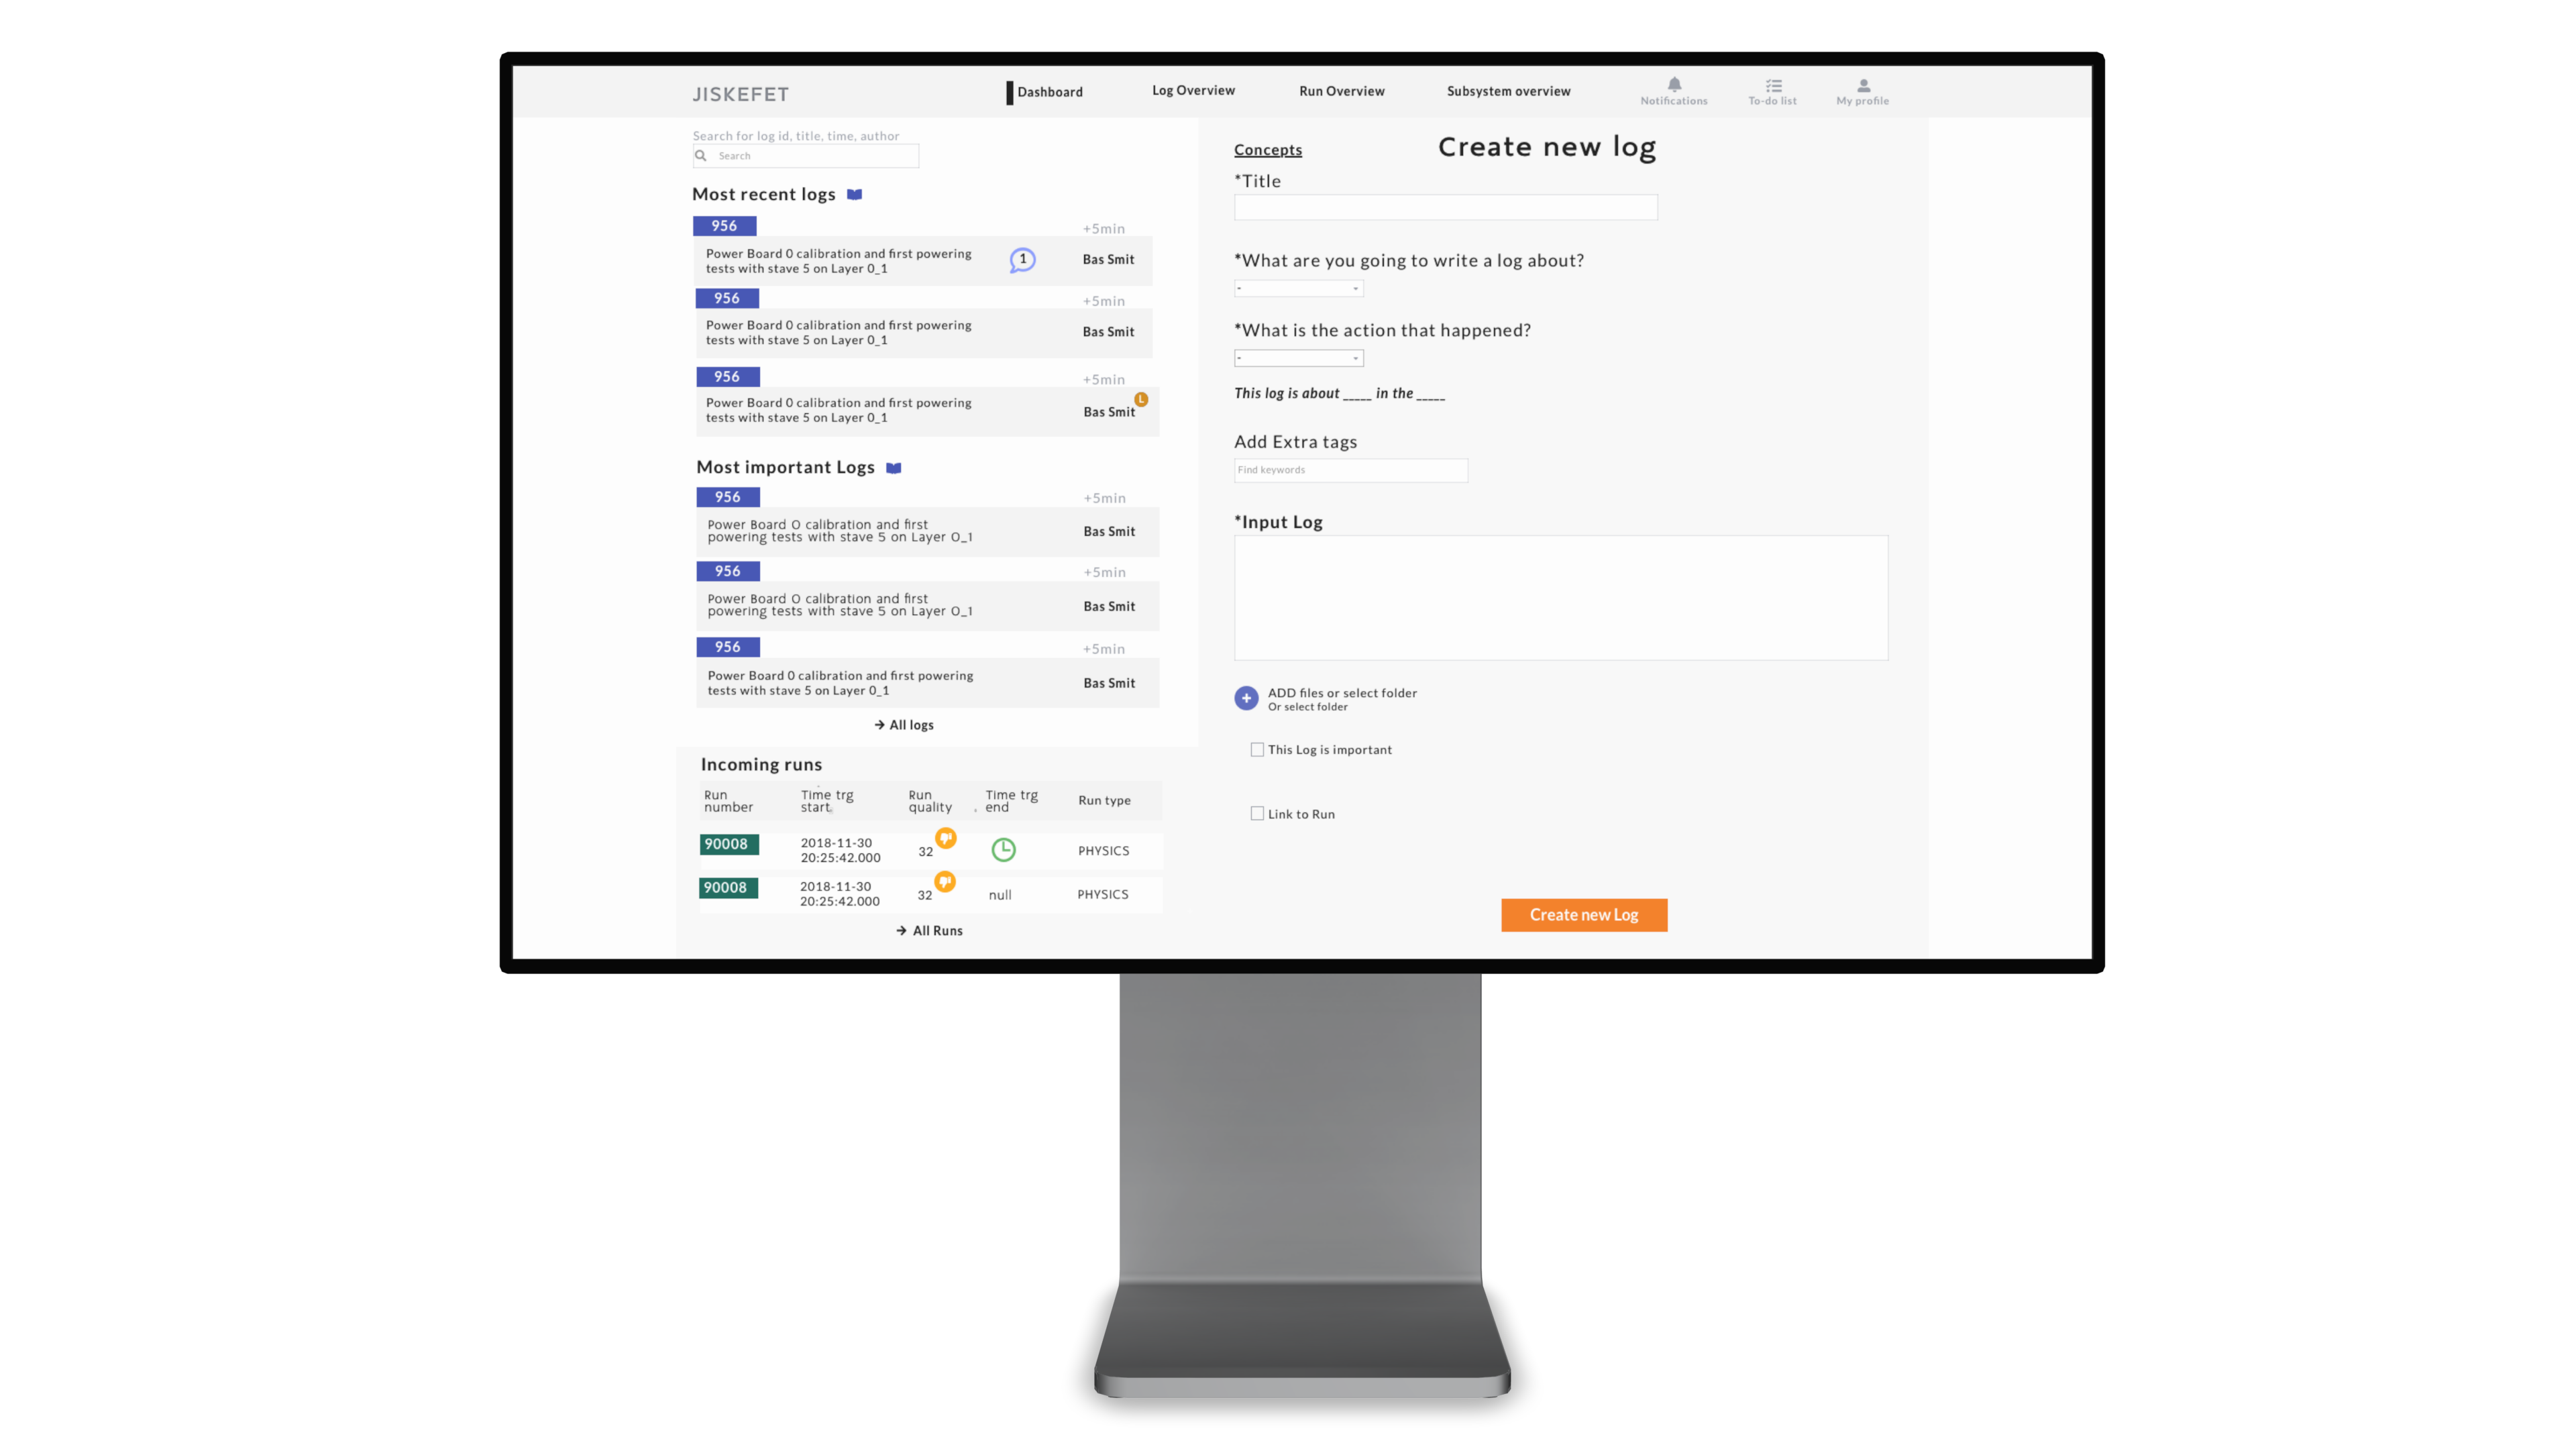 JISKEFET
Dashboard
Log Overview
Run Overview
Subsystem overview
Notifications
To-do list
My profile
Search for log id, title, time, author
Search
Most recent logs
956
+5min
Power Board 0 calibration and first powering
tests with stave 5 on Layer 0_1
1
Bas Smit
956
+5min
Power Board 0 calibration and first powering
tests with stave 5 on Layer 0_1
Bas Smit
956
+5min
Power Board 0 calibration and first powering
tests with stave 5 on Layer 0_1
Bas Smit
L
Most important Logs
956
+5min
Power Board 0 calibration and first
powering tests with stave 5 on Layer 0_1
Bas Smit
956
+5min
Power Board 0 calibration and first
powering tests with stave 5 on Layer 0_1
Bas Smit
956
+5min
Power Board 0 calibration and first powering
tests with stave 5 on Layer 0_1
Bas Smit
→ All logs
Incoming runs
Run
number
Time trg
start
Run
quality
Time trg
end
Run type
90008
2018-11-30
20:25:42.000
32
PHYSICS
90008
2018-11-30
20:25:42.000
32
null
PHYSICS
→ All Runs
Concepts
Create new log
*Title
*What are you going to write a log about?
-
*What is the action that happened?
-
This log is about _____ in the _____
Add Extra tags
Find keywords
*Input Log
+
ADD files or select folder
Or select folder
This Log is important
Link to Run
Create new Log